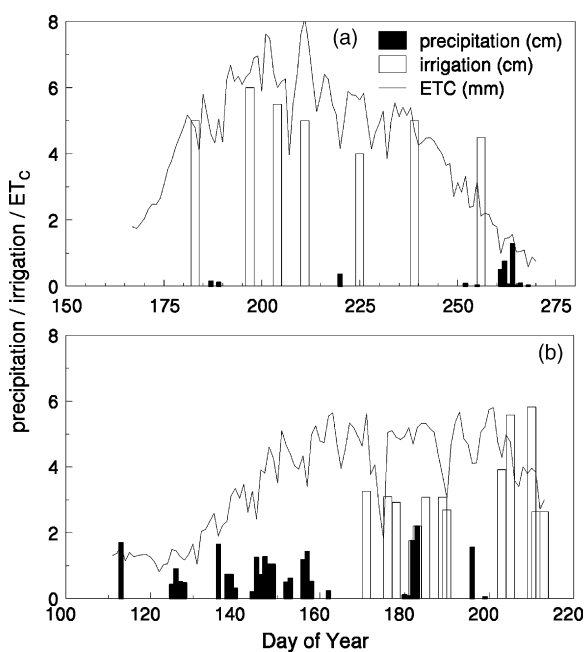 (a)
precipitation (cm)
irrigation (cm)
ETC (mm)
8
6
4
2
0
150 175 200 225 250 275
precipitation / irrigation / ETC
(b)
8
6
4
2
0
100 120 140 160 180 200 220
Day of Year